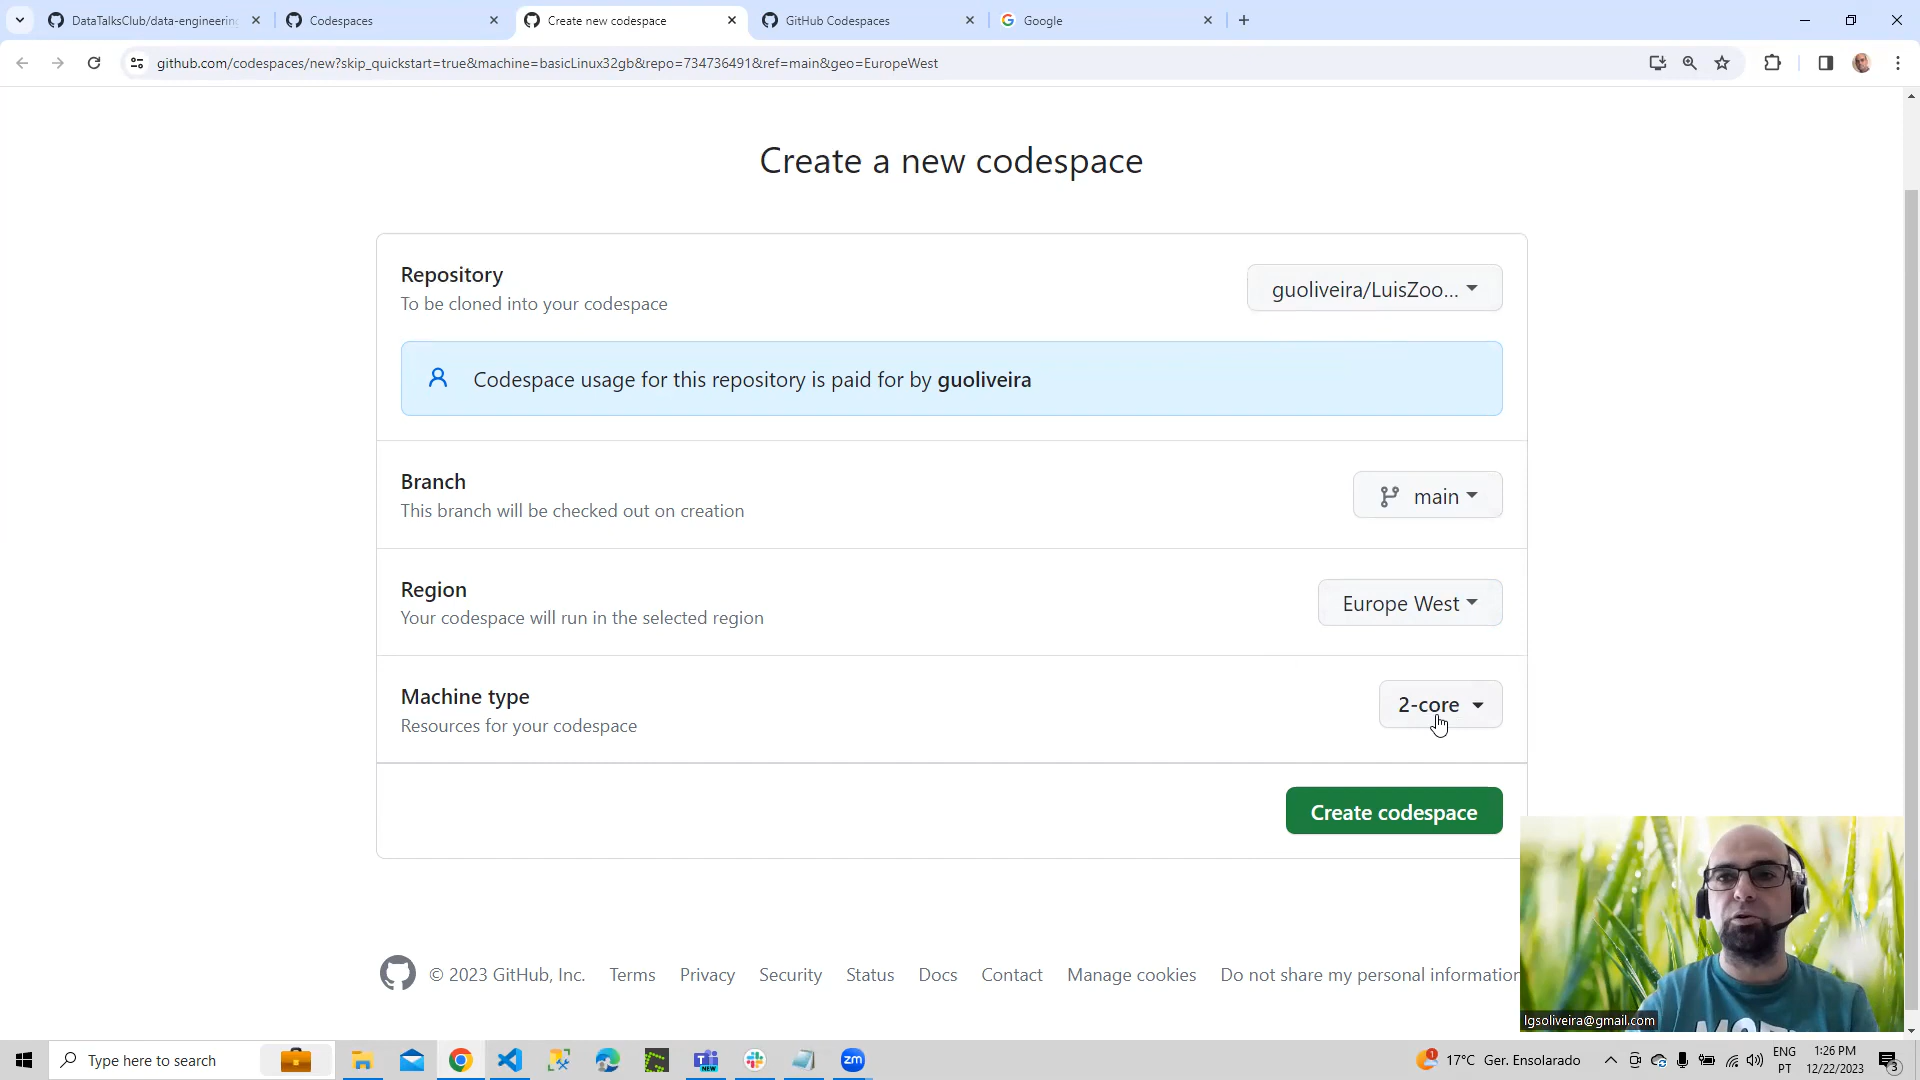 DataTalksClub/data-engineering
Codespaces
Create new codespace
GitHub Codespaces
Google
github.com/codespaces/new?skip_quickstart=true&machine=basicLinux32gb&repo=734736491&ref=main&geo=EuropeWest
Create a new codespace
Repository
To be cloned into your codespace
guoliveira/LuisZoo...
Codespace usage for this repository is paid for by guoliveira
Branch
This branch will be checked out on creation
main
Region
Your codespace will run in the selected region
Europe West
Machine type
Resources for your codespace
2-core
Create codespace
© 2023 GitHub, Inc. Terms Privacy Security Status Docs Contact Manage cookies Do not share my personal information
lgsoliveira@gmail.com
Type here to search
NEW
zm
1
17°C Ger. Ensolarado
ENG
PT
1:26 PM
12/22/2023
3